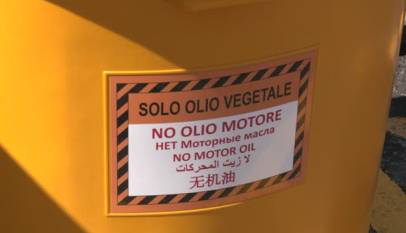 SOLO OLIO VEGETALE
NO OLIO MOTORE
НЕТ Моторные масла
NO MOTOR OIL
لا زيت المحركات
无机油